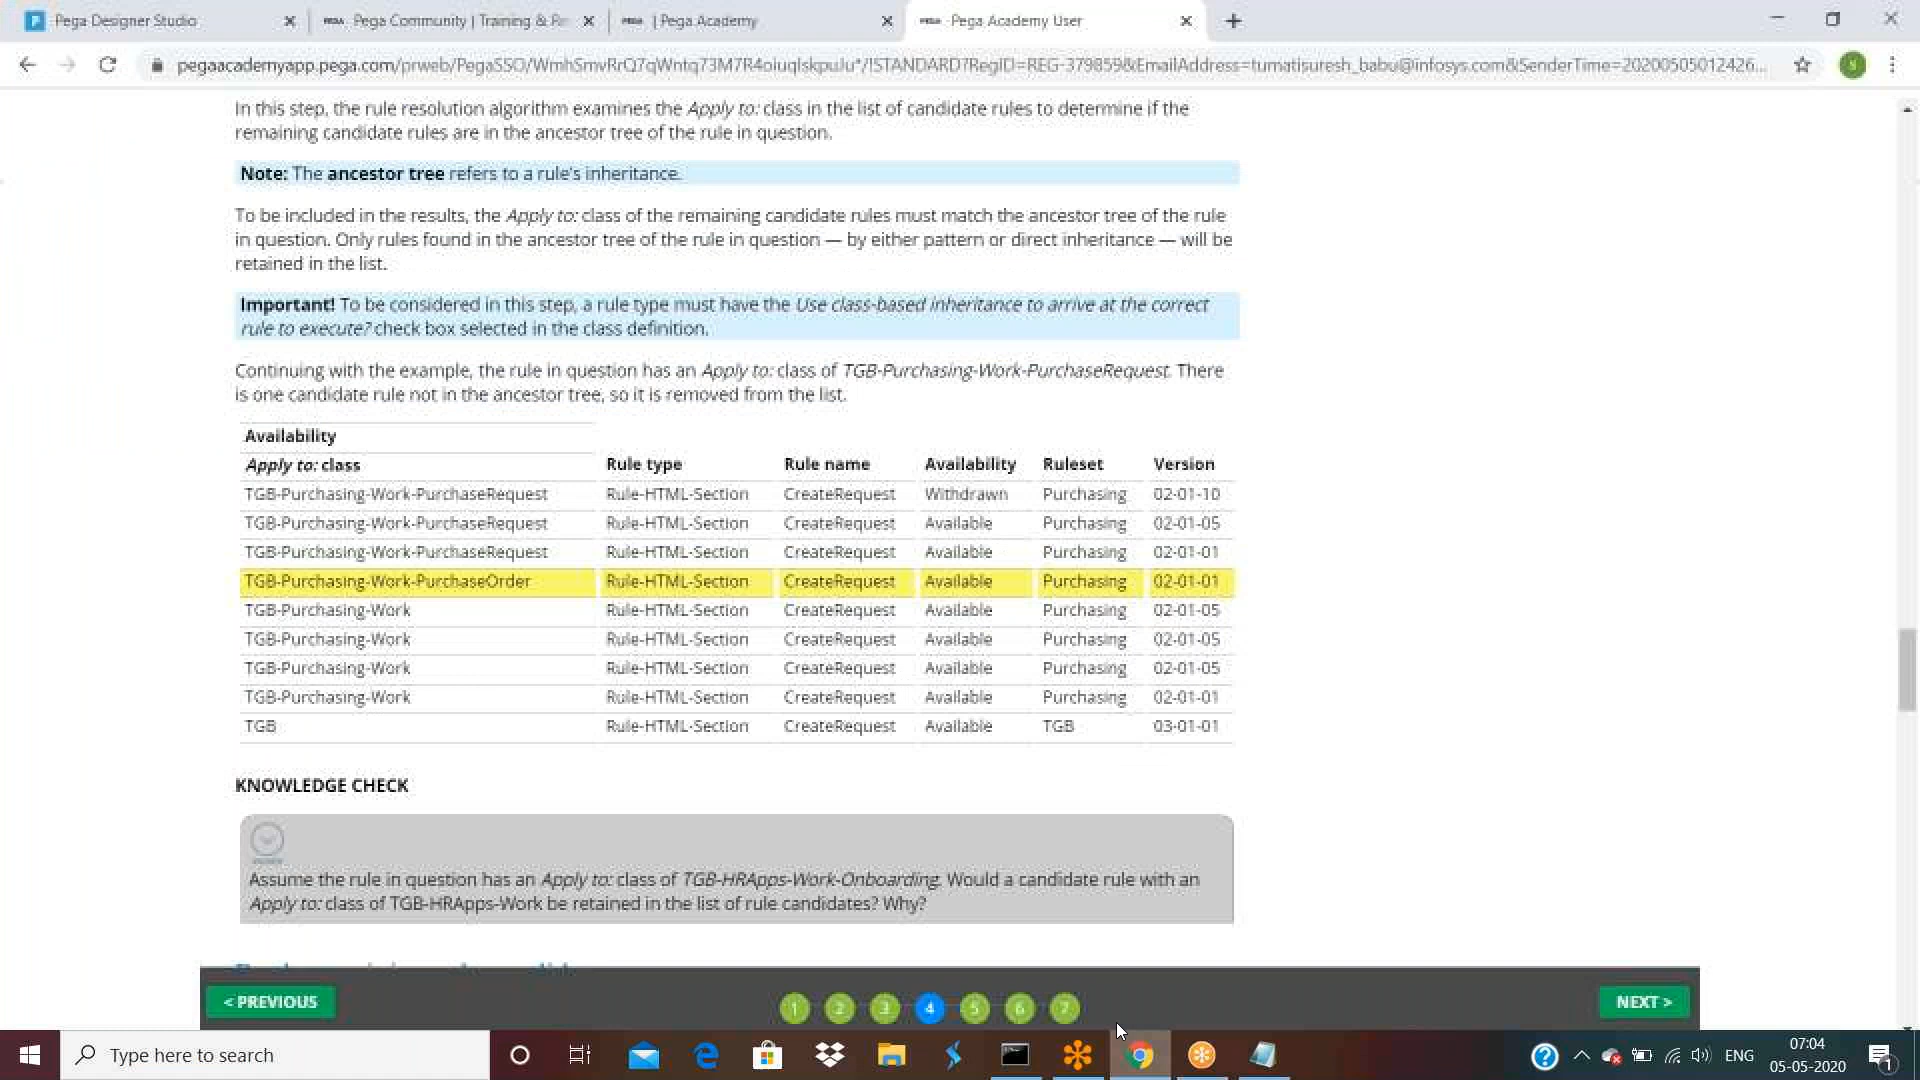 Pega Designer Studio
PEGA Pega Community | Training & Re
PEGA | Pega Academy
PEGA Pega Academy User
tumatisuresh_babu@infosys.com&SenderTime=20200505012426...
S
In this step, the rule resolution algorithm examines the Apply to: class in the list of candidate rules to determine if the
remaining candidate rules are in the ancestor tree of the rule in question.
Note: The ancestor tree refers to a rule's inheritance.
To be included in the results, the Apply to: class of the remaining candidate rules must match the ancestor tree of the rule
in question. Only rules found in the ancestor tree of the rule in question — by either pattern or direct inheritance — will be
retained in the list.
Important! To be considered in this step, a rule type must have the Use class-based inheritance to arrive at the correct
rule to execute? check box selected in the class definition.
Continuing with the example, the rule in question has an Apply to: class of TGB-Purchasing-Work-PurchaseRequest. There
is one candidate rule not in the ancestor tree, so it is removed from the list.
Availability
Apply to: class Rule type Rule name Availability Ruleset Version
TGB-Purchasing-Work-PurchaseRequest Rule-HTML-Section CreateRequest Withdrawn Purchasing 02-01-10
TGB-Purchasing-Work-PurchaseRequest Rule-HTML-Section CreateRequest Available Purchasing 02-01-05
TGB-Purchasing-Work-PurchaseRequest Rule-HTML-Section CreateRequest Available Purchasing 02-01-01
TGB-Purchasing-Work-PurchaseOrder Rule-HTML-Section CreateRequest Available Purchasing 02-01-01
TGB-Purchasing-Work Rule-HTML-Section CreateRequest Available Purchasing 02-01-05
TGB-Purchasing-Work Rule-HTML-Section CreateRequest Available Purchasing 02-01-05
TGB-Purchasing-Work Rule-HTML-Section CreateRequest Available Purchasing 02-01-05
TGB-Purchasing-Work Rule-HTML-Section CreateRequest Available Purchasing 02-01-01
TGB Rule-HTML-Section CreateRequest Available TGB 03-01-01
KNOWLEDGE CHECK
Assume the rule in question has an Apply to: class of TGB-HRApps-Work-Onboarding. Would a candidate rule with an
Apply to: class of TGB-HRApps-Work be retained in the list of rule candidates? Why?
< PREVIOUS
1 2 3 4 5 6 7
NEXT >
Type here to search
ENG
07:04
05-05-2020
1